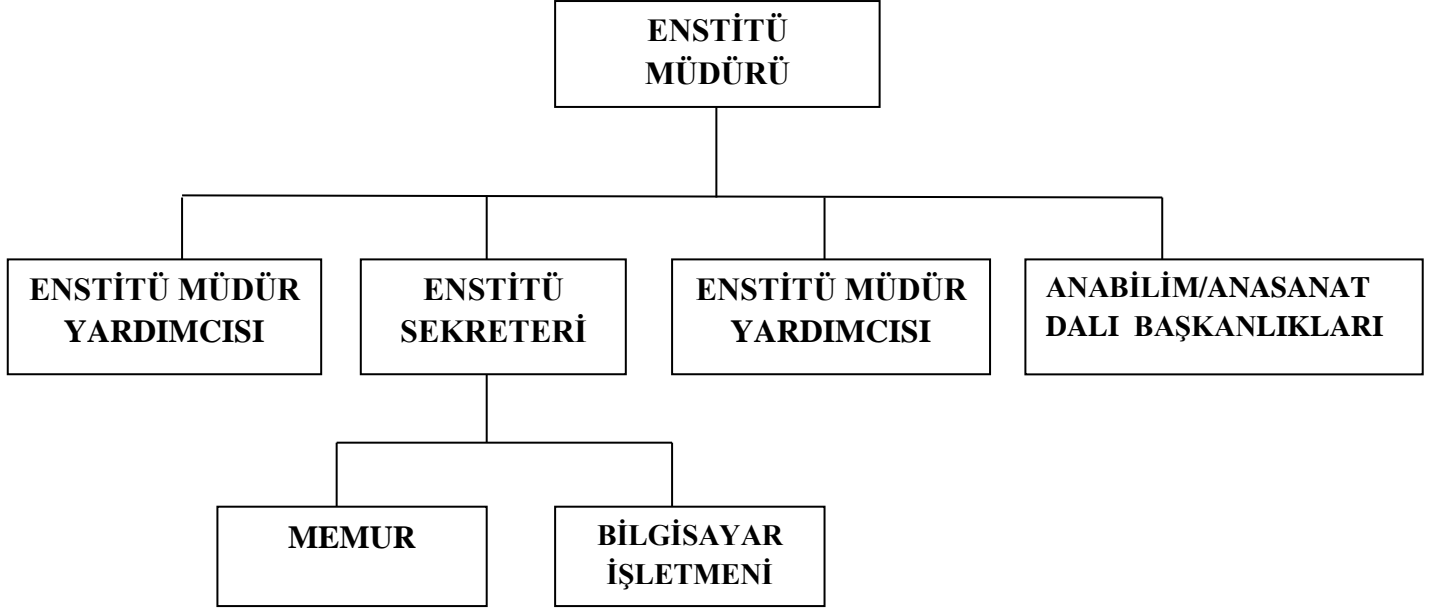 ENSTİTÜ
MÜDÜRÜ
ENSTİTÜ MÜDÜR
YARDIMCISI
ENSTİTÜ
SEKRETERİ
ENSTİTÜ MÜDÜR
YARDIMCISI
ANABİLİM/ANASANAT
DALI BAŞKANLIKLARI
MEMUR
BİLGİSAYAR
İŞLETMENİ